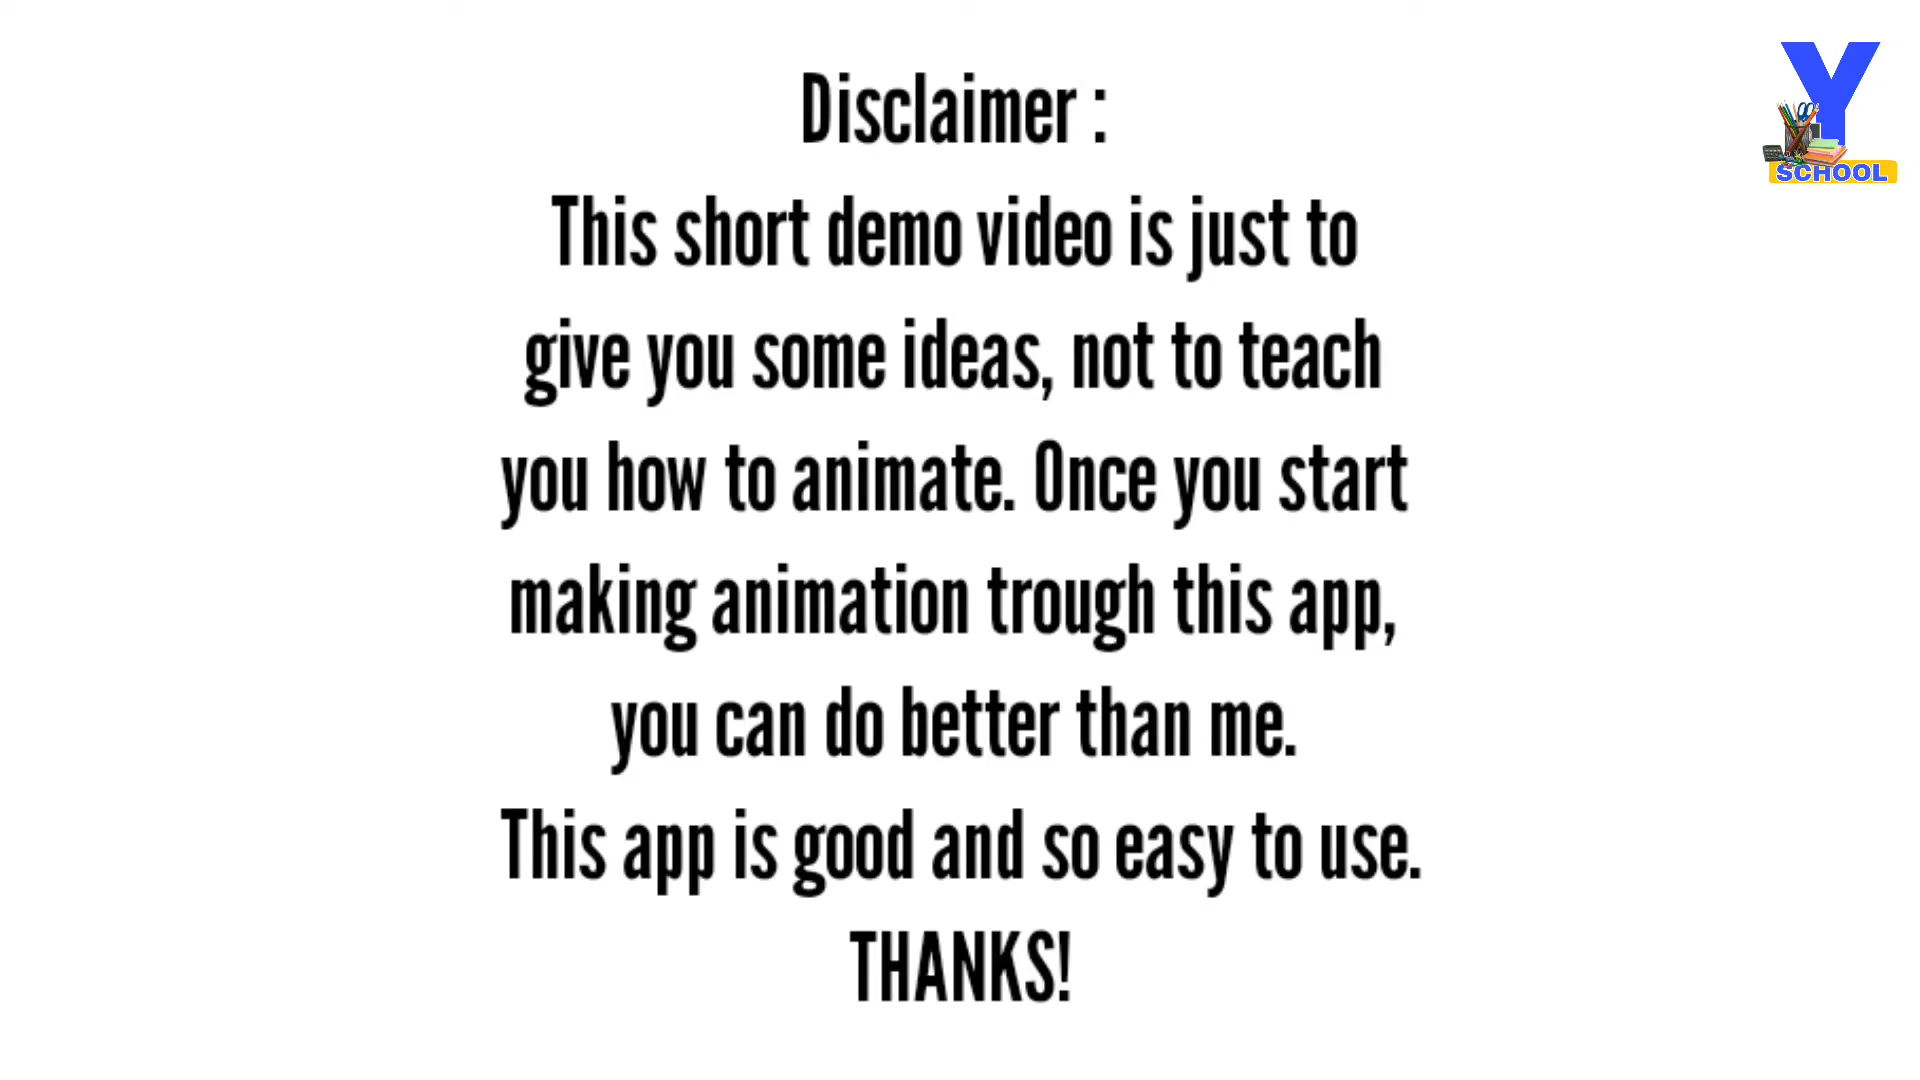 Disclaimer :
This short demo video is just to
give you some ideas, not to teach
you how to animate. Once you start
making animation trough this app,
you can do better than me.
This app is good and so easy to use.
THANKS!
Y
SCHOOL